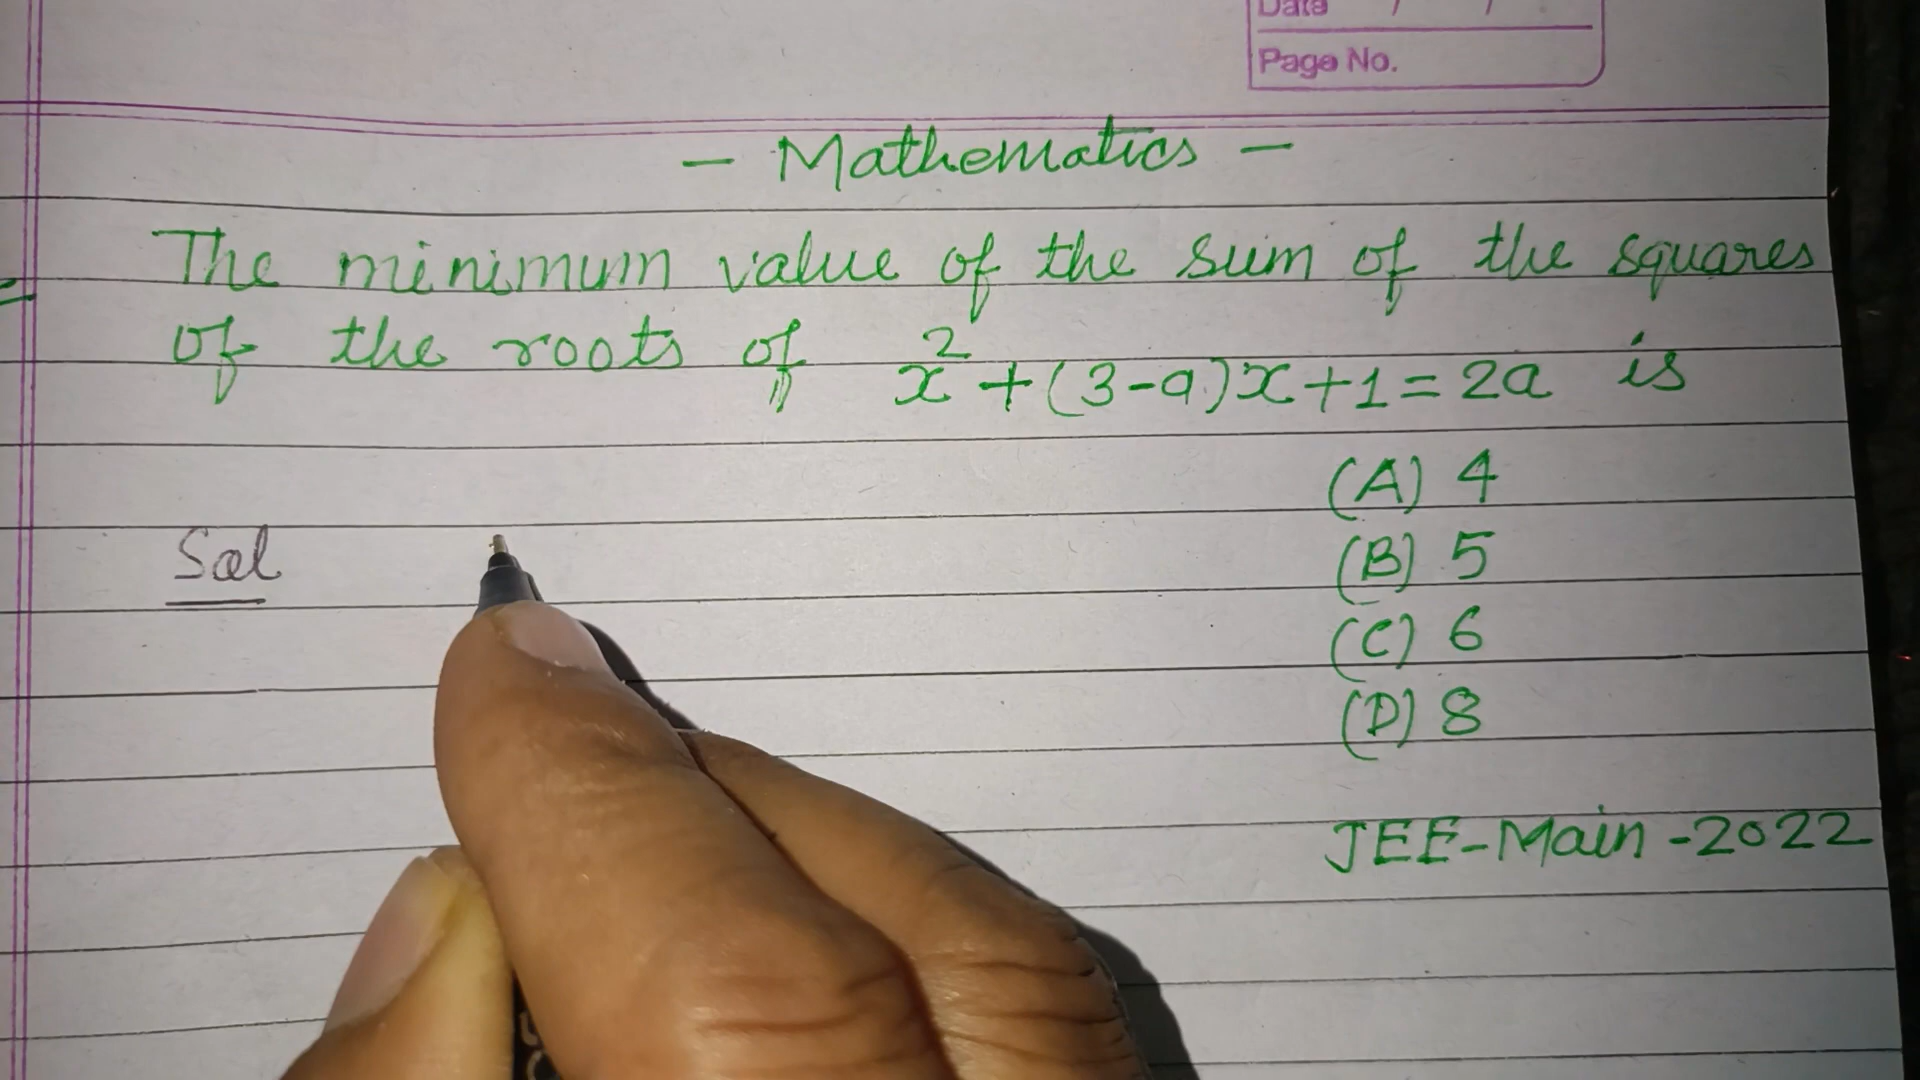 Data / /
Page No.
- Mathematics -
The minimum value of the sum of the squares
of the roots of x² + (3-a)x + 1 = 2a is
(A) 4
(B) 5
(C) 6
(D) 8
Sol
JEE-Main-2022